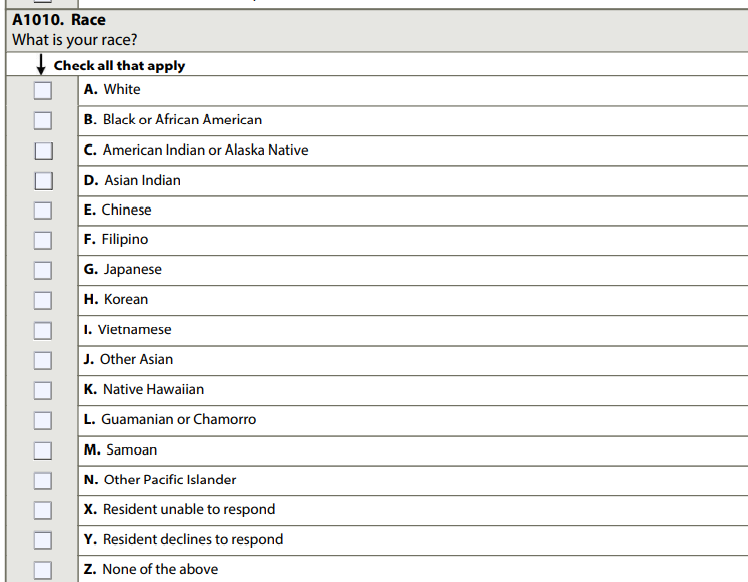 A1010. Race
What is your race?
Check all that apply
A. White
B. Black or African American
C. American Indian or Alaska Native
D. Asian Indian
E. Chinese
F. Filipino
G. Japanese
H. Korean
I. Vietnamese
J. Other Asian
K. Native Hawaiian
L. Guamanian or Chamorro
M. Samoan
N. Other Pacific Islander
X. Resident unable to respond
Y. Resident declines to respond
Z. None of the above